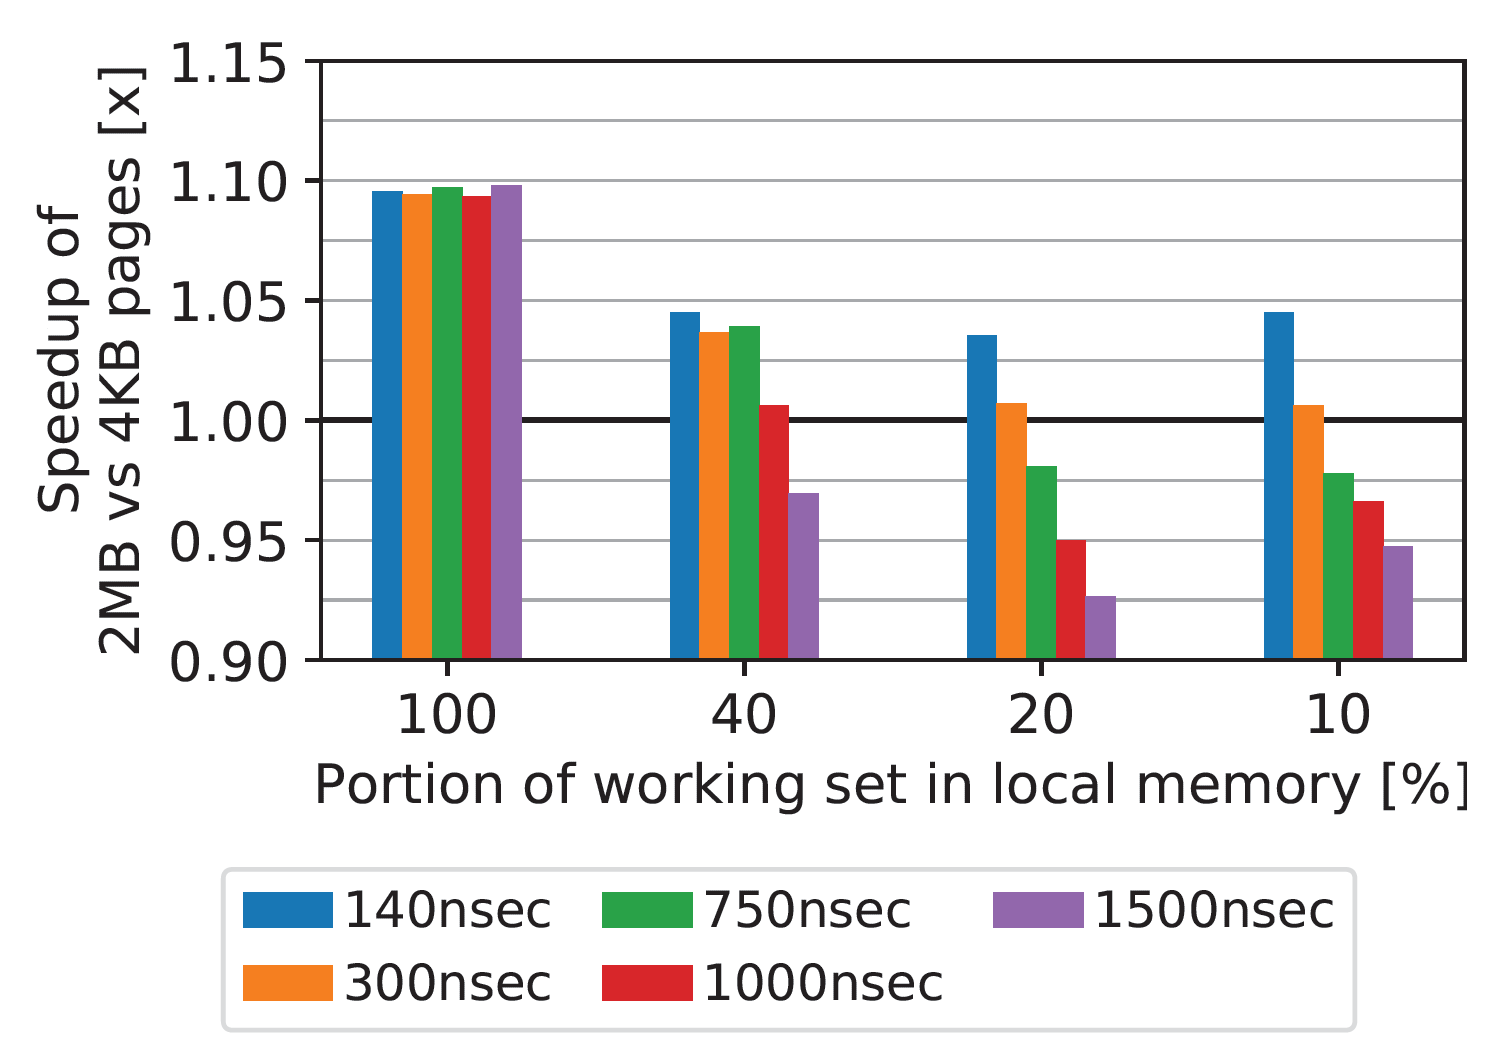 Speedup of
2MB vs 4KB pages [x]
1.15
1.10
1.05
1.00
0.95
0.90
100 40 20 10
Portion of working set in local memory [%]
140nsec 750nsec 1500nsec
300nsec 1000nsec